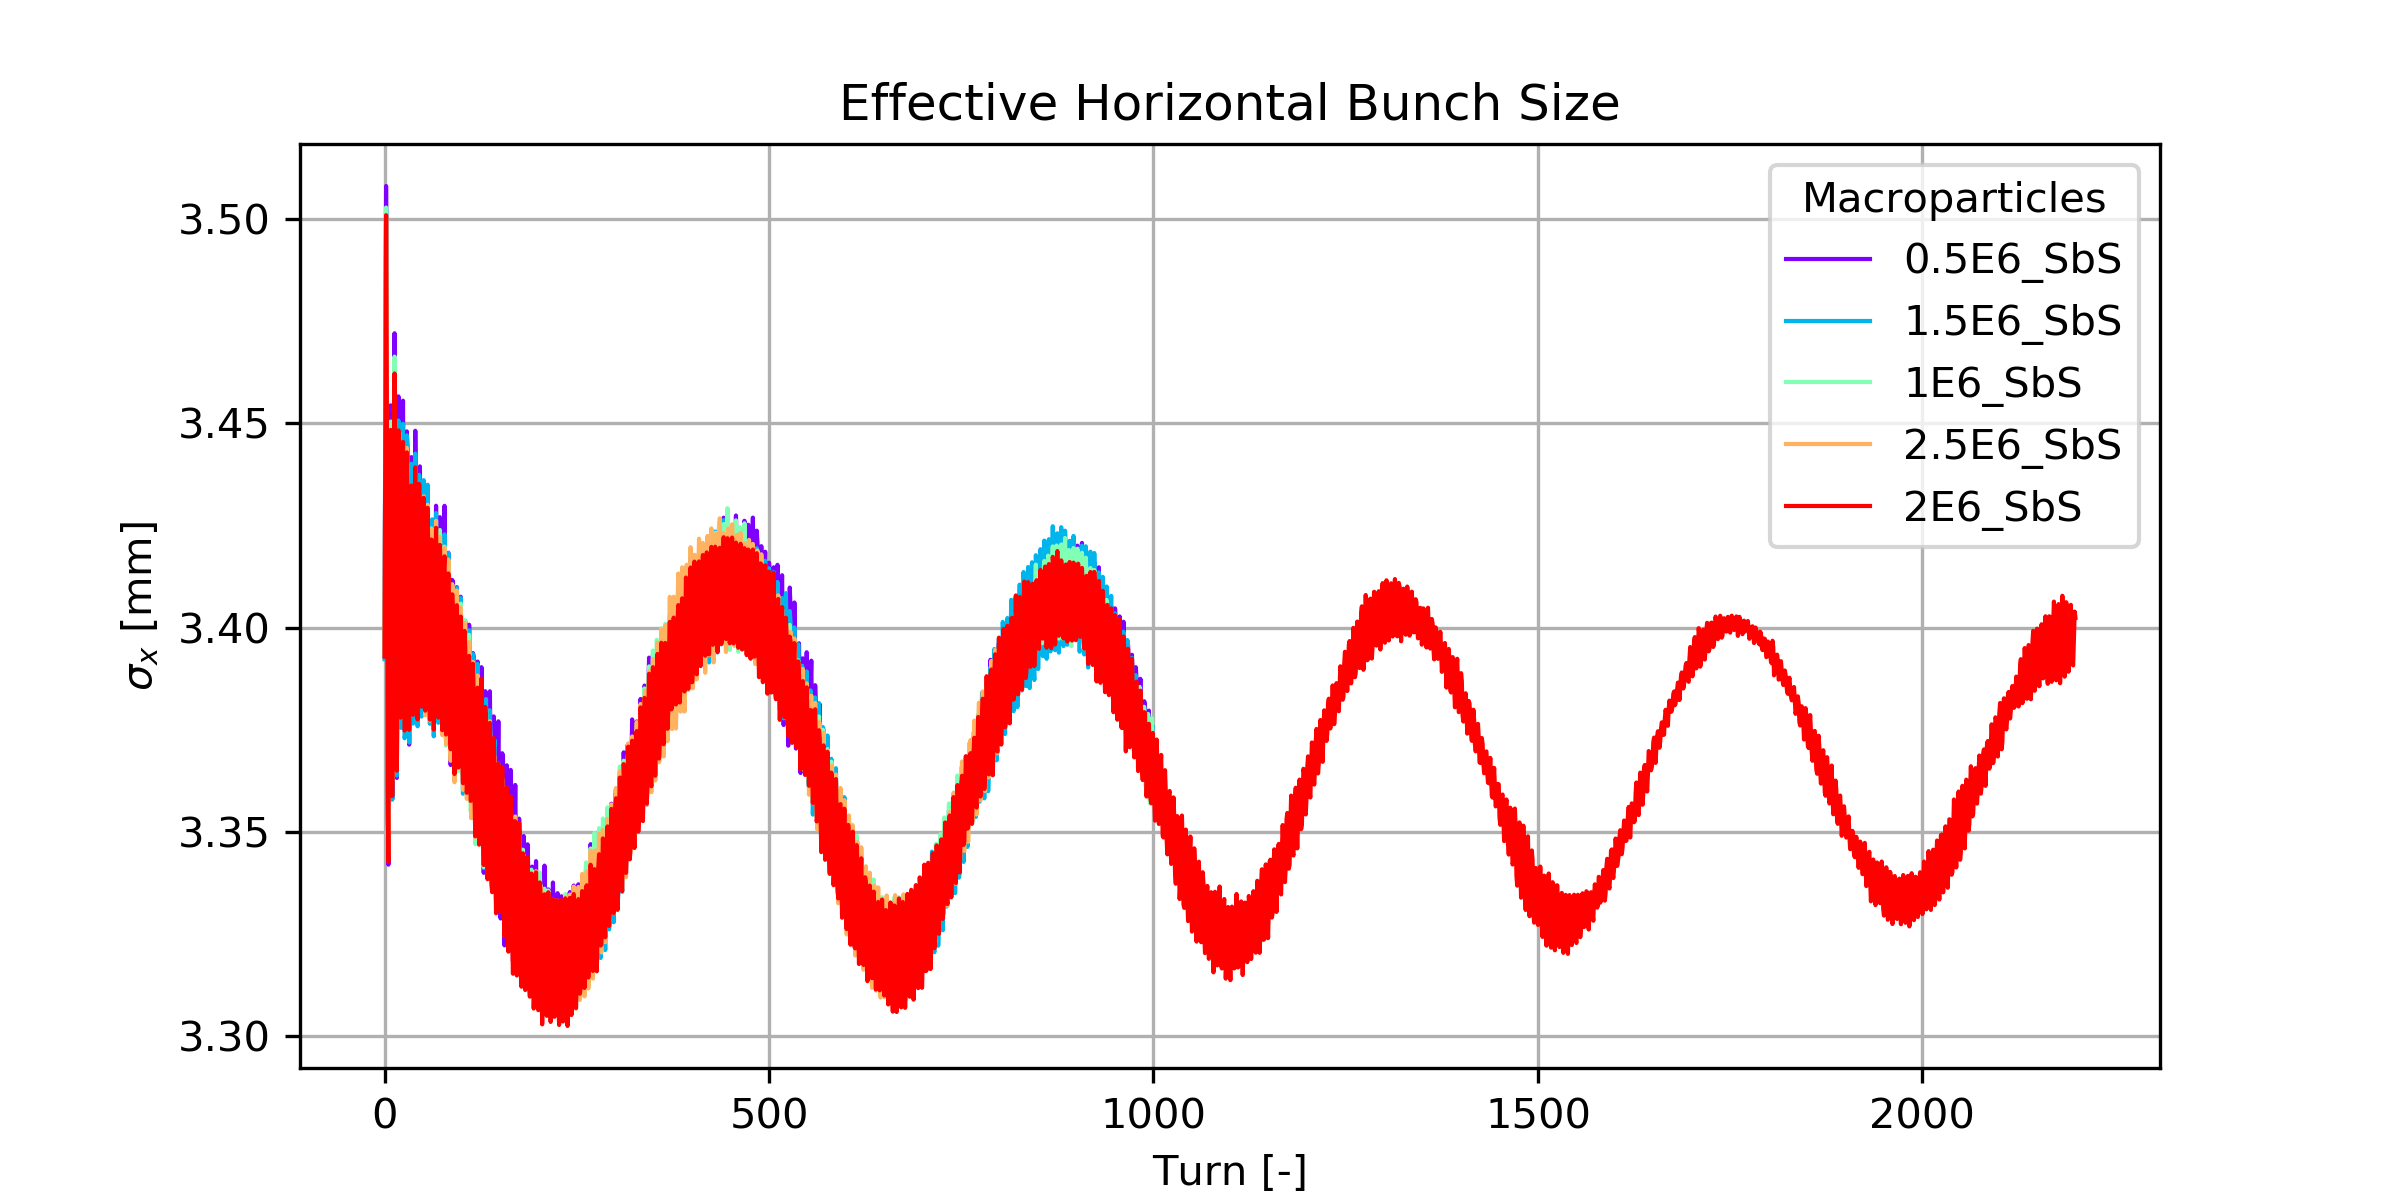 Effective Horizontal Bunch Size
Macroparticles
0.5E6_SbS
1.5E6_SbS
1E6_SbS
2.5E6_SbS
2E6_SbS
σx [mm]
3.50
3.45
3.40
3.35
3.30
0 500 1000 1500 2000
Turn [-]